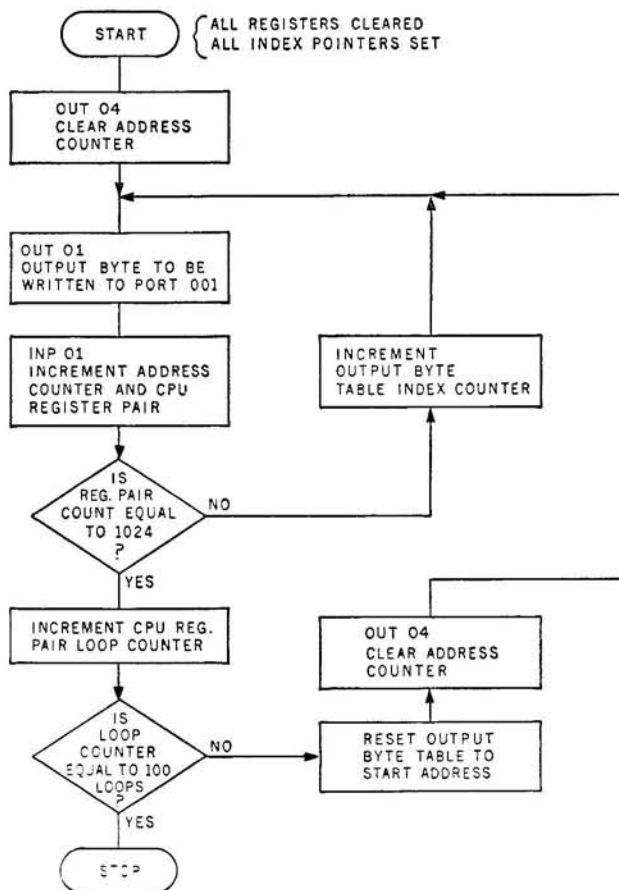 START
ALL REGISTERS CLEARED
ALL INDEX POINTERS SET
OUT 04
CLEAR ADDRESS
COUNTER
OUT 01
OUTPUT BYTE TO BE
WRITTEN TO PORT 001
INP 01
INCREMENT ADDRESS
COUNTER AND CPU
REGISTER PAIR
INCREMENT
OUTPUT BYTE
TABLE INDEX COUNTER
IS
REG. PAIR
COUNT EQUAL
TO 1024
?
NO
YES
INCREMENT CPU REG.
PAIR LOOP COUNTER
OUT 04
CLEAR ADDRESS
COUNTER
IS
LOOP
COUNTER
EQUAL TO 100
LOOPS
?
NO
RESET OUTPUT
BYTE TABLE TO
START ADDRESS
YES
STOP